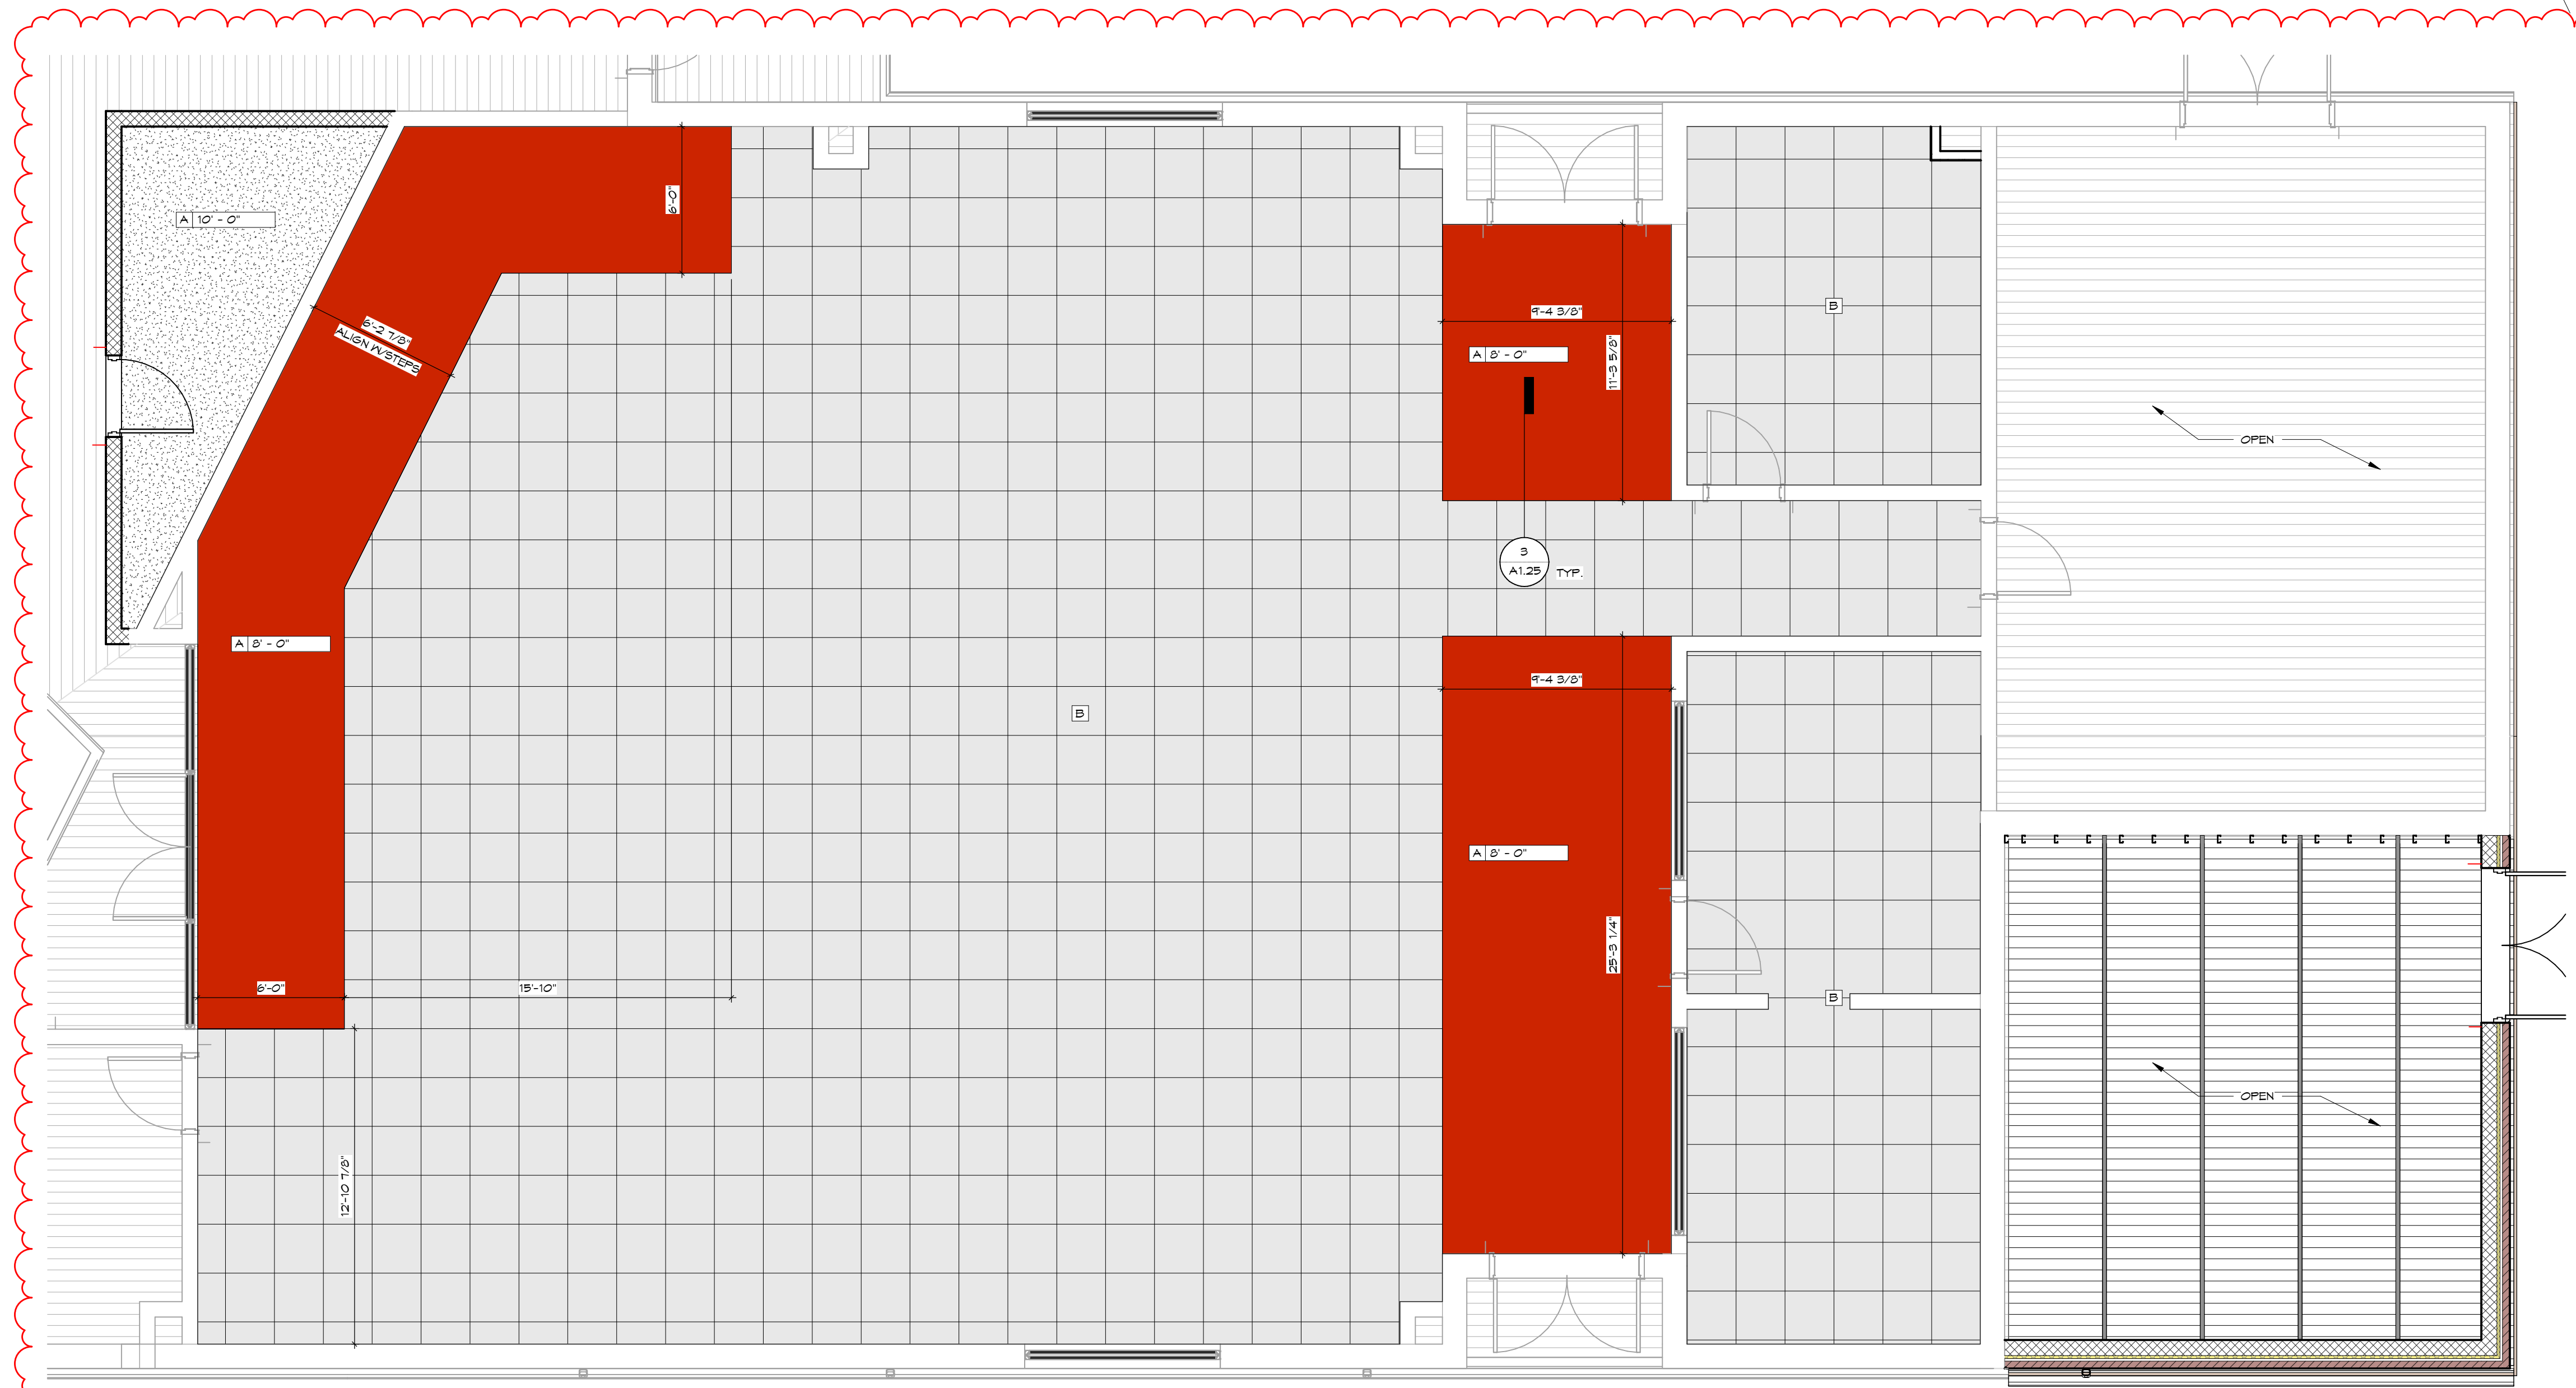 6'-0"
A 10' - 0"
B
9'-4 3/8"
6'-2 7/8"
ALIGN W/STEPS
A 8' - 0"
11'-3 5/8"
OPEN
3
A1.25
TYP.
A 8' - 0"
9'-4 3/8"
B
A 8' - 0"
25'-3 1/4"
6'-0"
15'-10"
B
OPEN
12'-10 7/8"